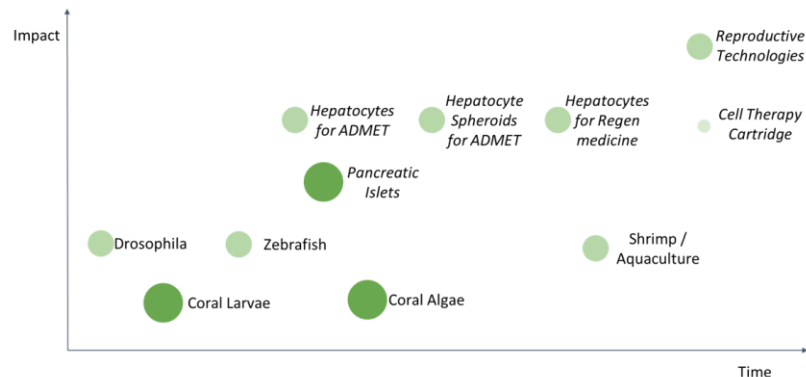 Impact
Reproductive
Technologies
Hepatocytes
for ADMET
Hepatocyte
Spheroids
for ADMET
Hepatocytes
for Regen
medicine
Cell Therapy
Cartridge
Pancreatic
Islets
Drosophila
Zebrafish
Shrimp /
Aquaculture
Coral Larvae
Coral Algae
Time